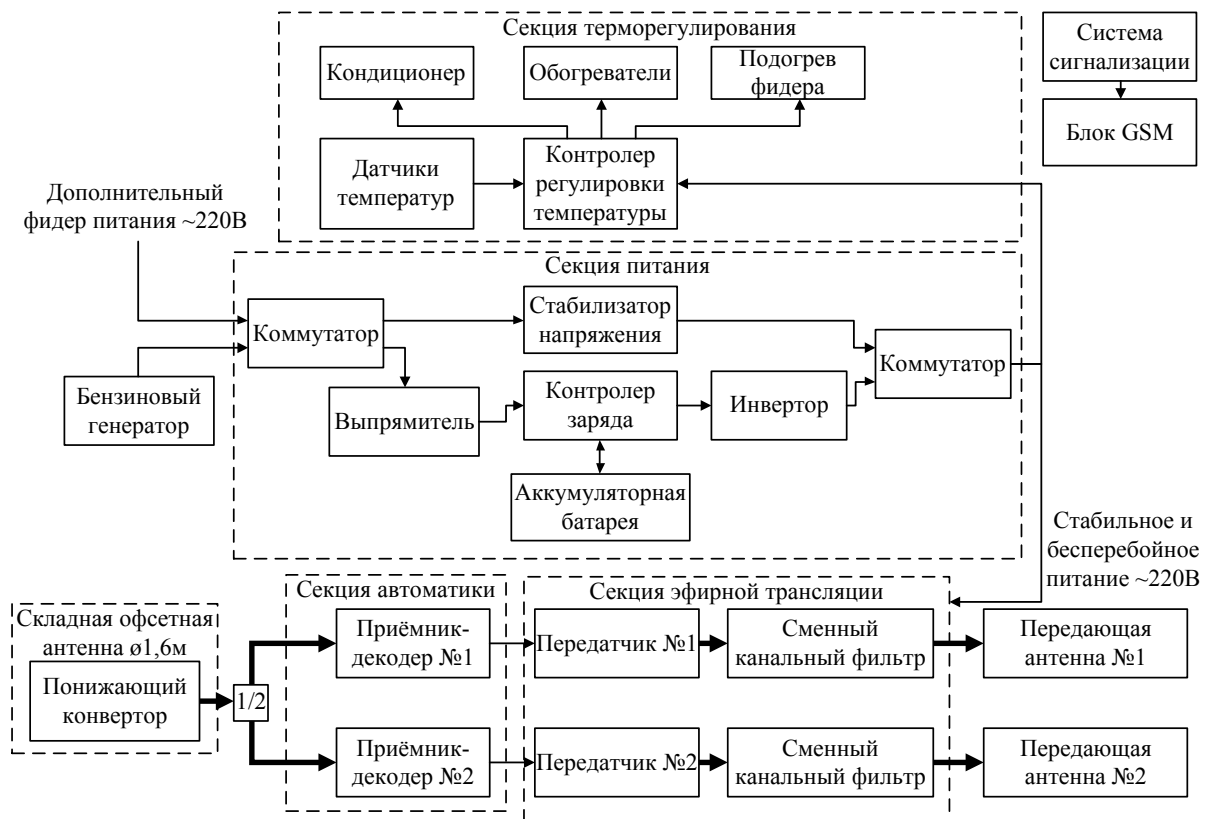 Секция терморегулирования
Кондиционер
Обогреватели
Подогрев
фидера
Система
сигнализации
Блок GSM
Датчики
температур
Контролер
регулировки
температуры
Дополнительный
фидер питания ~220В
Секция питания
Коммутатор
Стабилизатор
напряжения
Коммутатор
Бензиновый
генератор
Выпрямитель
Контролер
заряда
Инвертор
Аккумуляторная
батарея
Стабильное и
бесперебойное
питание ~220В
Складная офсетная
антенна ø1,6м
Понижающий
конвертор
1/2
Секция автоматики
Приёмник-
декодер №1
Приёмник-
декодер №2
Секция эфирной трансляции
Передатчик №1
Сменный
канальный фильтр
Передающая
антенна №1
Передатчик №2
Сменный
канальный фильтр
Передающая
антенна №2